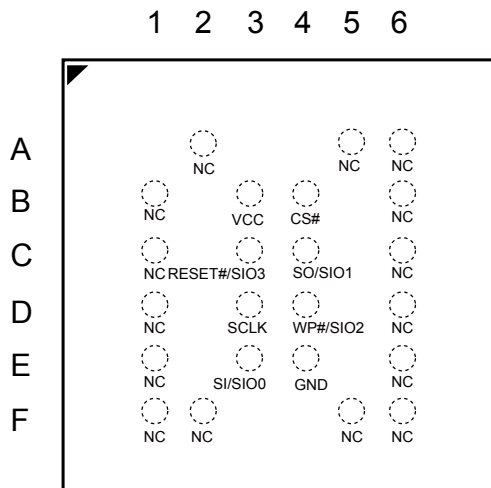 1 2 3 4 5 6
A
NC NC NC
B
NC VCC CS# NC
C
NC RESET#/SIO3 SO/SIO1 NC
D
NC SCLK WP#/SIO2 NC
E
NC SI/SIO0 GND NC
F
NC NC NC NC